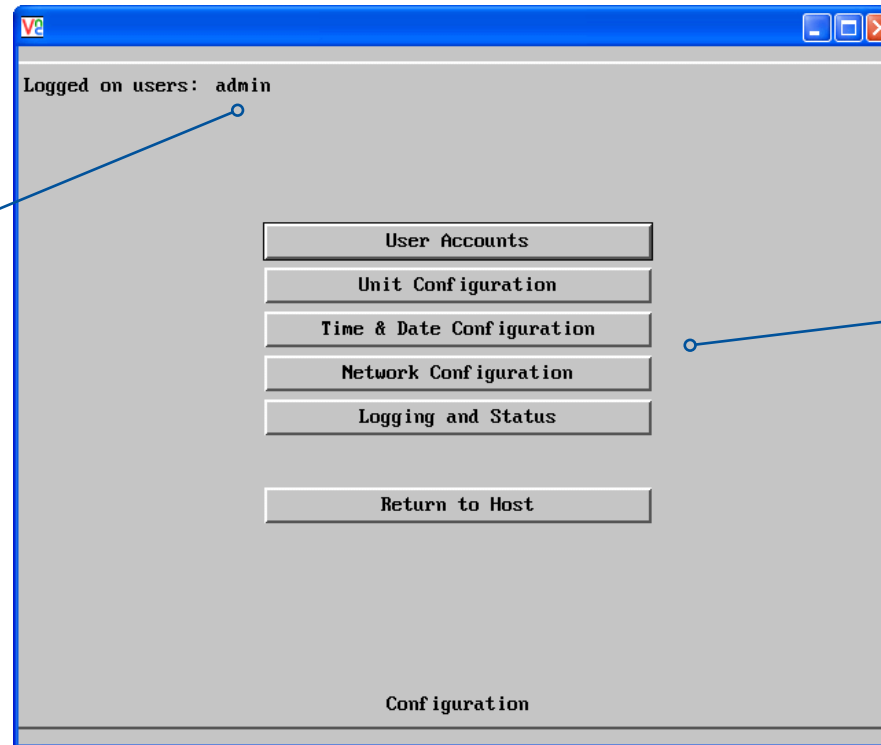 VC
Logged on users: admin
User Accounts
Unit Configuration
Time & Date Configuration
Network Configuration
Logging and Status
Return to Host
Configuration